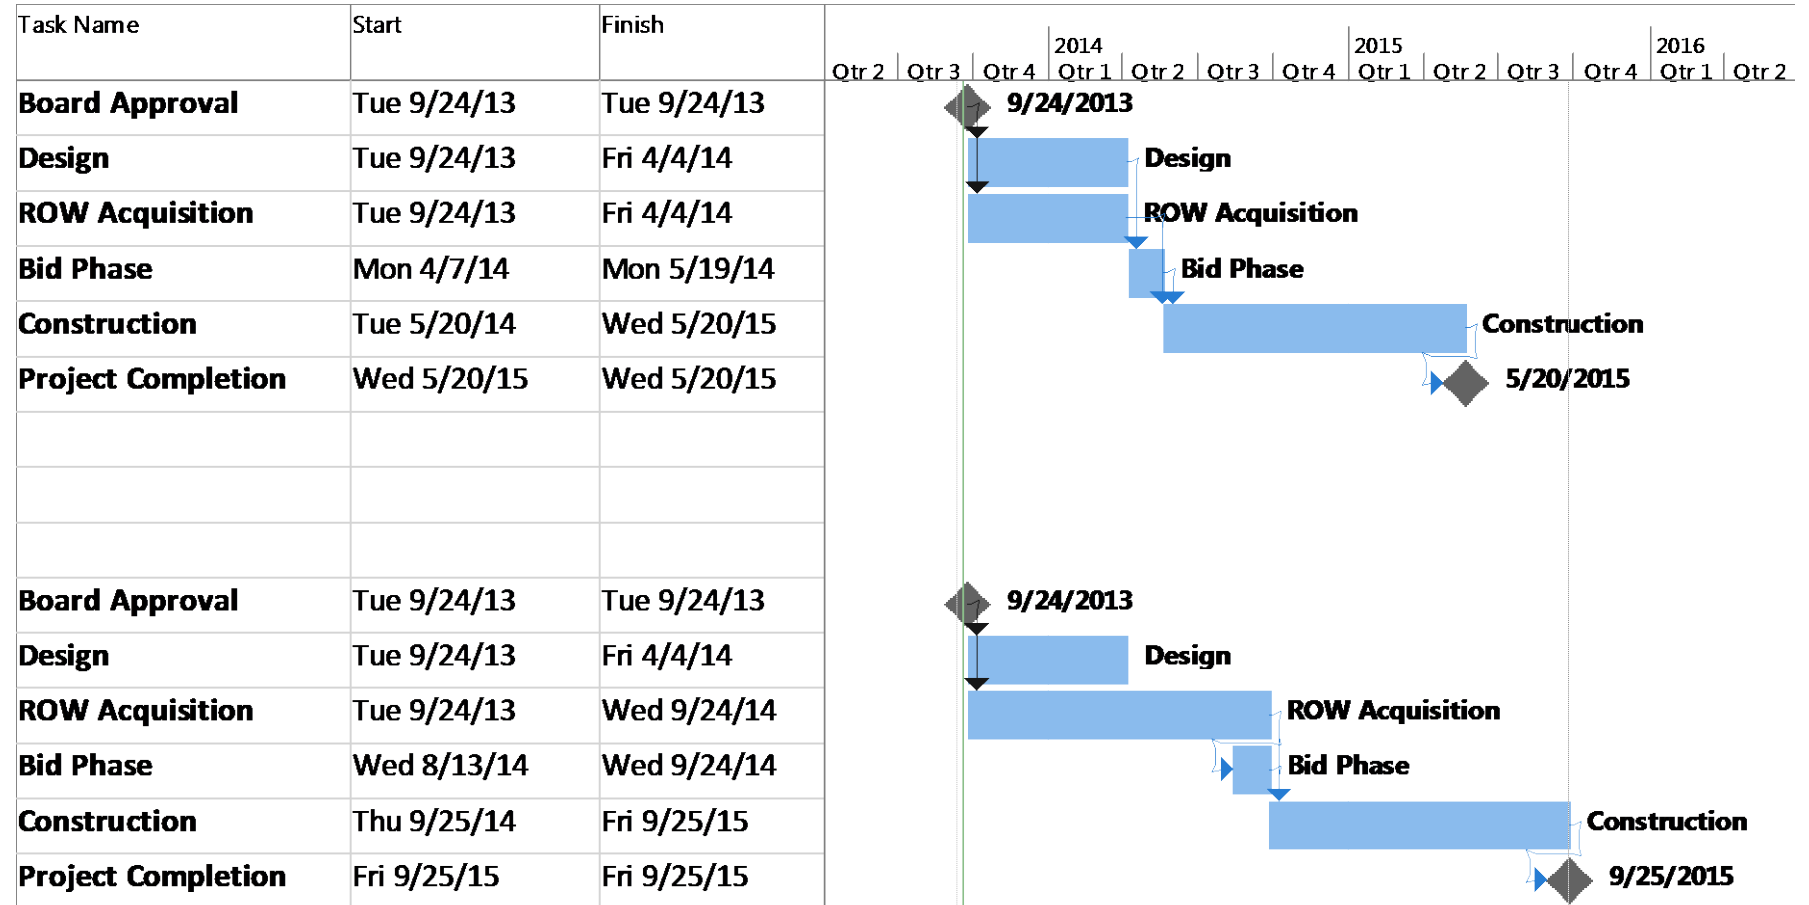 Task Name Start Finish
2014 2015 2016
Qtr 2 Qtr 3 Qtr 4 Qtr 1 Qtr 2 Qtr 3 Qtr 4 Qtr 1 Qtr 2 Qtr 3 Qtr 4 Qtr 1 Qtr 2
Board Approval Tue 9/24/13 Tue 9/24/13 9/24/2013
Design Tue 9/24/13 Fri 4/4/14 Design
ROW Acquisition Tue 9/24/13 Fri 4/4/14 ROW Acquisition
Bid Phase Mon 4/7/14 Mon 5/19/14 Bid Phase
Construction Tue 5/20/14 Wed 5/20/15 Construction
Project Completion Wed 5/20/15 Wed 5/20/15 5/20/2015
Board Approval Tue 9/24/13 Tue 9/24/13 9/24/2013
Design Tue 9/24/13 Fri 4/4/14 Design
ROW Acquisition Tue 9/24/13 Wed 9/24/14 ROW Acquisition
Bid Phase Wed 8/13/14 Wed 9/24/14 Bid Phase
Construction Thu 9/25/14 Fri 9/25/15 Construction
Project Completion Fri 9/25/15 Fri 9/25/15 9/25/2015